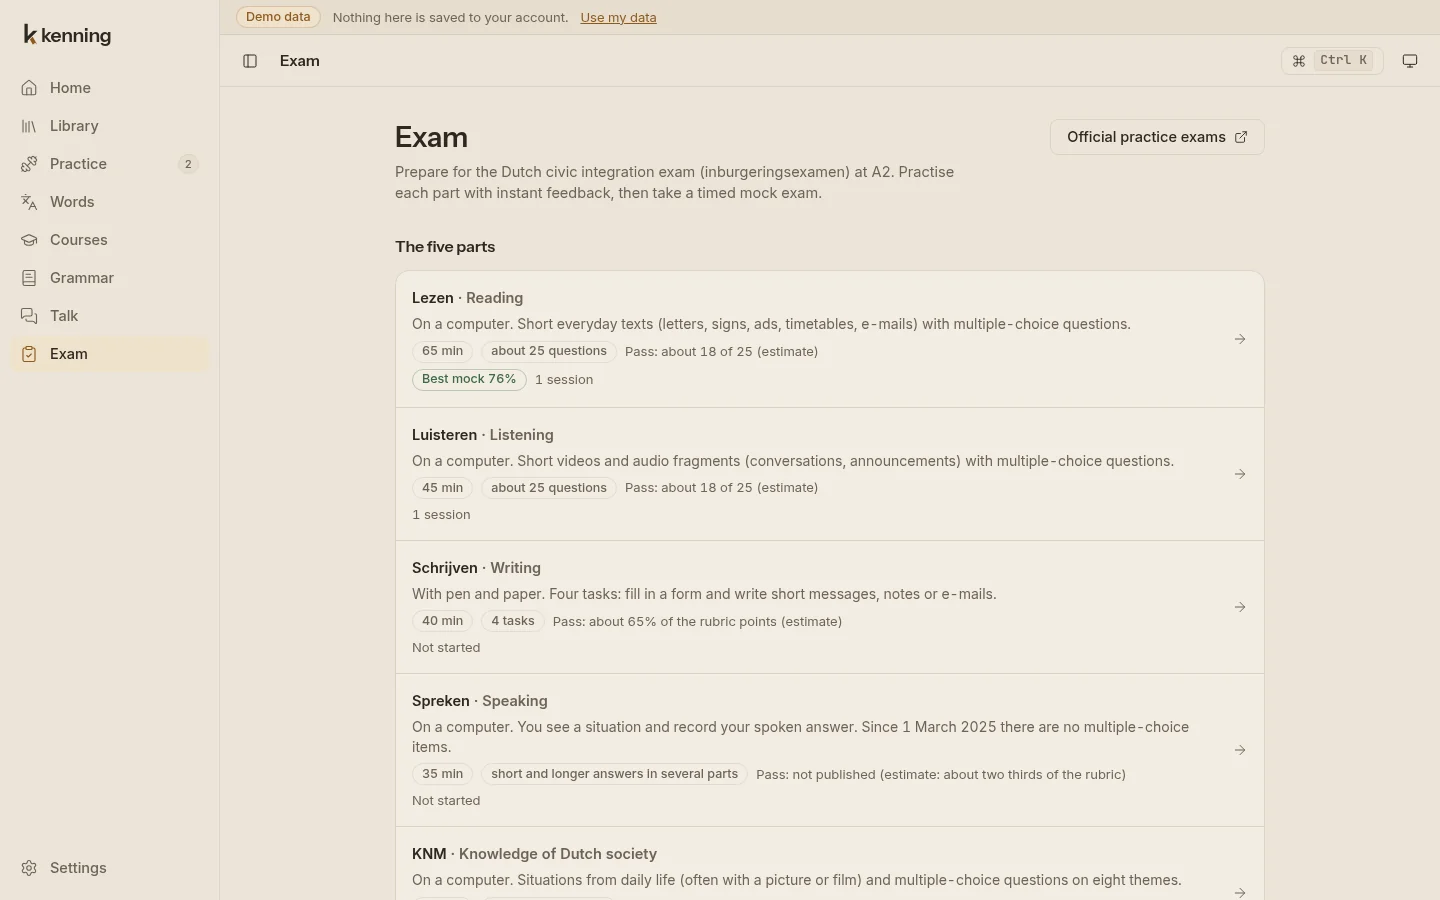 Demo data Nothing here is saved to your account. Use my data
kenning
Exam
⌘ Ctrl K
Home
Library
Practice 2
Words
Courses
Grammar
Talk
Exam
Settings
Exam
Official practice exams
Prepare for the Dutch civic integration exam (inburgeringsexamen) at A2. Practise
each part with instant feedback, then take a timed mock exam.
The five parts
Lezen · Reading
On a computer. Short everyday texts (letters, signs, ads, timetables, e-mails) with multiple-choice questions.
65 min about 25 questions Pass: about 18 of 25 (estimate)
Best mock 76% 1 session
Luisteren · Listening
On a computer. Short videos and audio fragments (conversations, announcements) with multiple-choice questions.
45 min about 25 questions Pass: about 18 of 25 (estimate)
1 session
Schrijven · Writing
With pen and paper. Four tasks: fill in a form and write short messages, notes or e-mails.
40 min 4 tasks Pass: about 65% of the rubric points (estimate)
Not started
Spreken · Speaking
On a computer. You see a situation and record your spoken answer. Since 1 March 2025 there are no multiple-choice
items.
35 min short and longer answers in several parts Pass: not published (estimate: about two thirds of the rubric)
Not started
KNM · Knowledge of Dutch society
On a computer. Situations from daily life (often with a picture or film) and multiple-choice questions on eight themes.